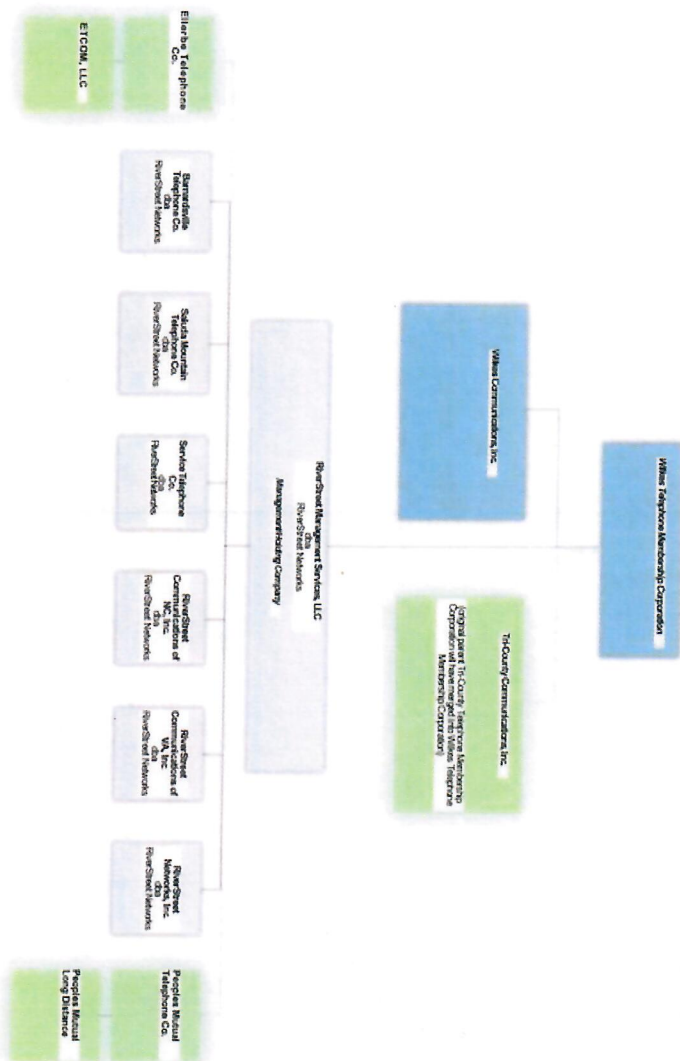 Wilkes Telephone Membership Corporation
Wilkes Communications, Inc.
Tri-County Communications, Inc.
(original parent Tri-County Telephone Membership
Corporation will have merged into Wilkes Telephone
Membership Corporation)
RiverStreet Management Services, LLC
dba
RiverStreet Networks
Management/Holding Company
Ellerbe Telephone
Co.
ETCOM, LLC
Barnardsville
Telephone Co.
dba
RiverStreet Networks
Saluda Mountain
Telephone Co.
dba
RiverStreet Networks
Service Telephone
Co.
dba
RiverStreet Networks
RiverStreet
Communications of
NC, Inc.
dba
RiverStreet Networks
RiverStreet
Communications of
VA, Inc
dba
RiverStreet Networks
RiverStreet
Networks, Inc.
dba
RiverStreet Networks
Peoples Mutual
Telephone Co.
Peoples Mutual
Long Distance